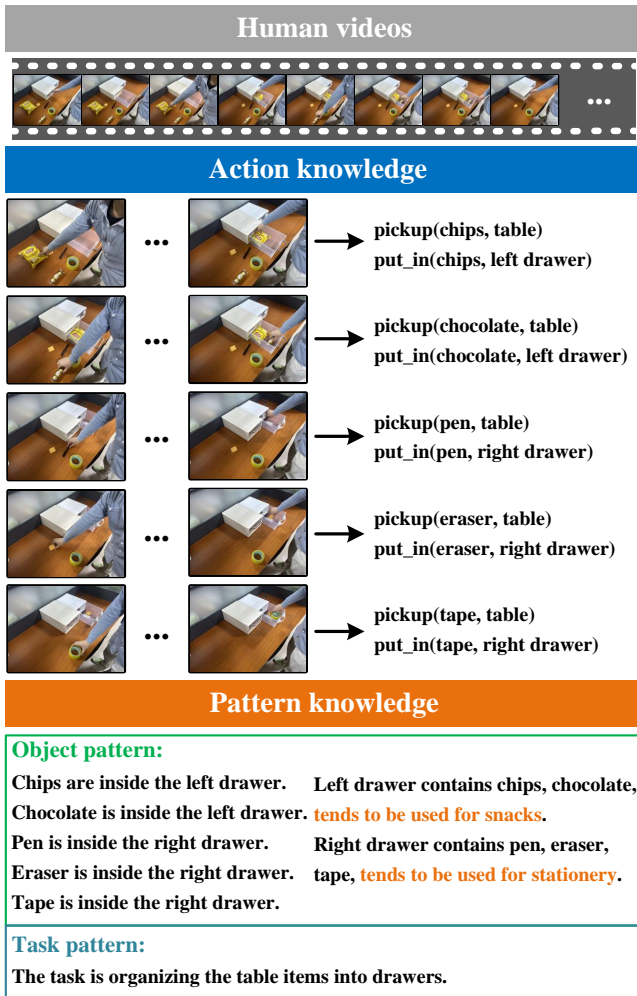 Human videos
...
Action knowledge
... pickup(chips, table)
put_in(chips, left drawer)
... pickup(chocolate, table)
put_in(chocolate, left drawer)
... pickup(pen, table)
put_in(pen, right drawer)
... pickup(eraser, table)
put_in(eraser, right drawer)
... pickup(tape, table)
put_in(tape, right drawer)
Pattern knowledge
Object pattern:
Chips are inside the left drawer.
Chocolate is inside the left drawer.
Pen is inside the right drawer.
Eraser is inside the right drawer.
Tape is inside the right drawer.
Left drawer contains chips, chocolate,
tends to be used for snacks.
Right drawer contains pen, eraser,
tape, tends to be used for stationery.
Task pattern:
The task is organizing the table items into drawers.